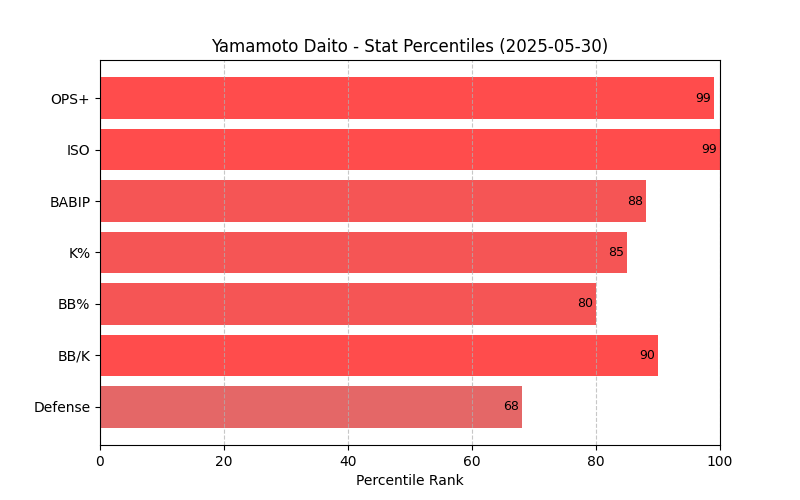 Yamamoto Daito - Stat Percentiles (2025-05-30)
OPS+ 99
ISO 99
BABIP 88
K% 85
BB% 80
BB/K 90
Defense 68
0 20 40 60 80 100
Percentile Rank